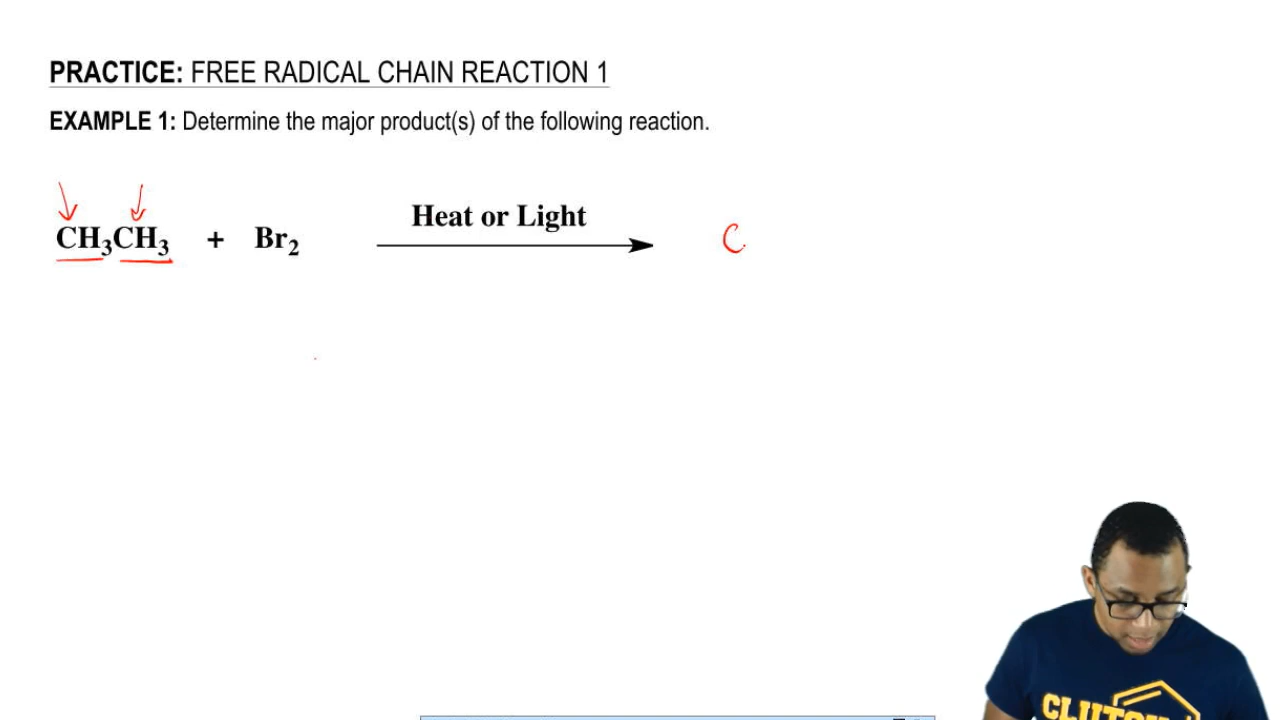 PRACTICE: FREE RADICAL CHAIN REACTION 1
EXAMPLE 1: Determine the major product(s) of the following reaction.
CH₃CH₃ + Br₂ Heat or Light C